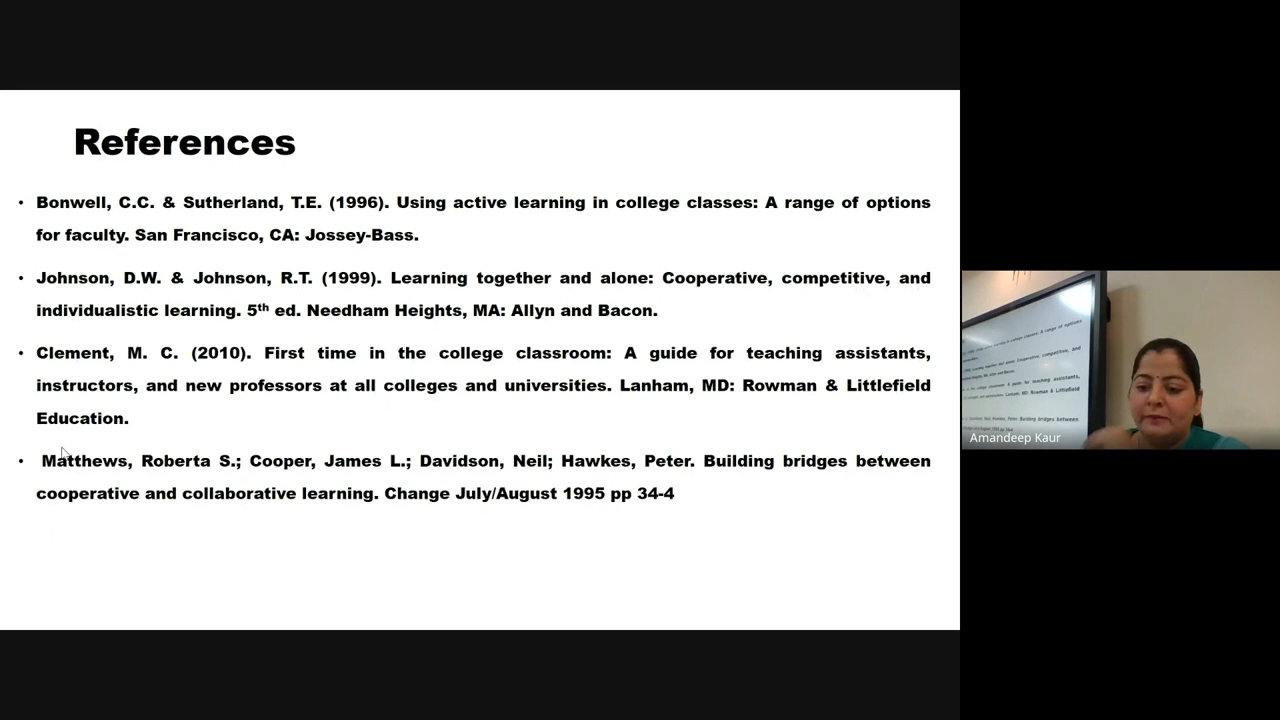 References
• Bonwell, C.C. & Sutherland, T.E. (1996). Using active learning in college classes: A range of options
for faculty. San Francisco, CA: Jossey-Bass.
• Johnson, D.W. & Johnson, R.T. (1999). Learning together and alone: Cooperative, competitive, and
individualistic learning. 5th ed. Needham Heights, MA: Allyn and Bacon.
• Clement, M. C. (2010). First time in the college classroom: A guide for teaching assistants,
instructors, and new professors at all colleges and universities. Lanham, MD: Rowman & Littlefield
Education.
• Matthews, Roberta S.; Cooper, James L.; Davidson, Neil; Hawkes, Peter. Building bridges between
cooperative and collaborative learning. Change July/August 1995 pp 34-4
Amandeep Kaur